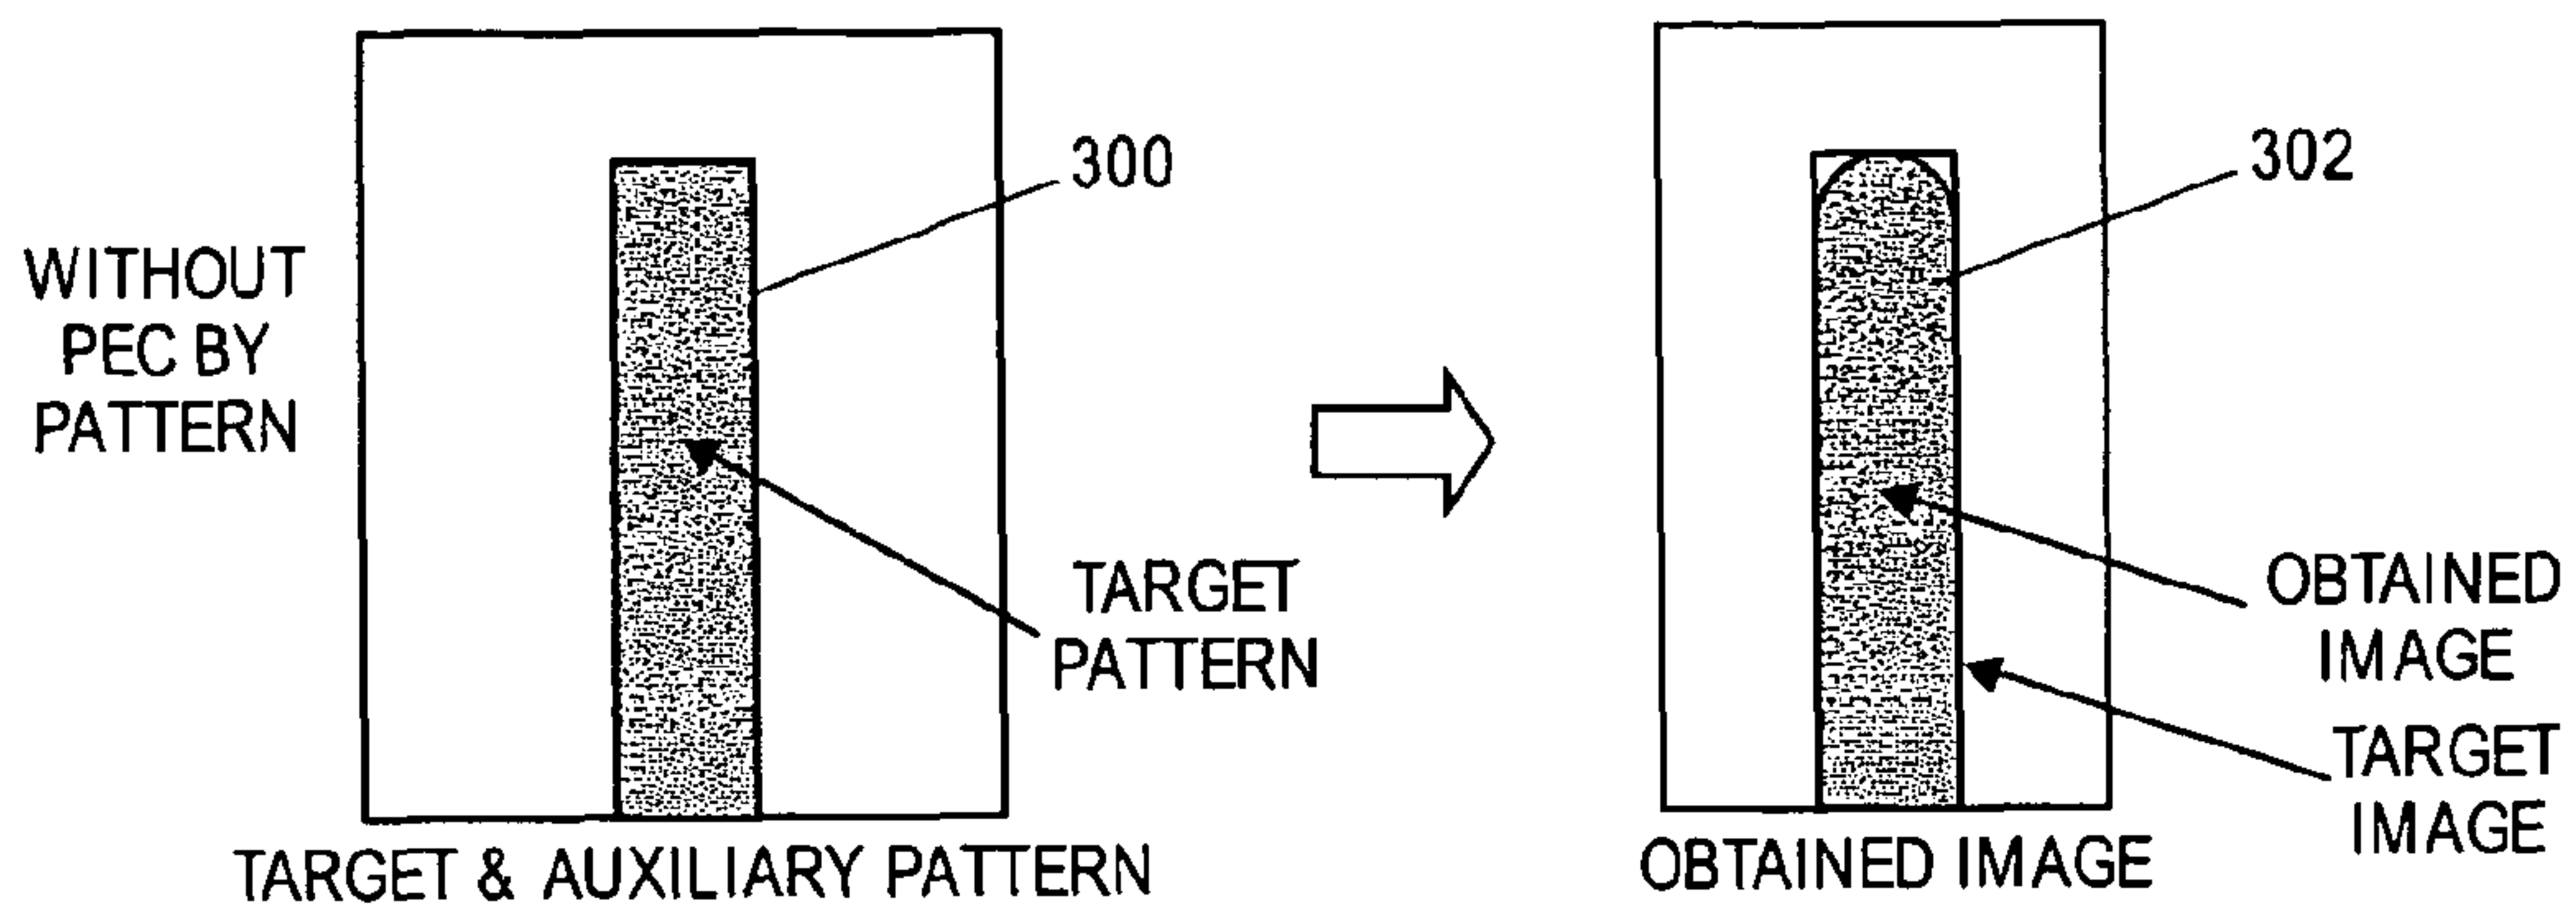 WITHOUT
PEC BY
PATTERN
300
TARGET
PATTERN
TARGET & AUXILIARY PATTERN
302
OBTAINED
IMAGE
TARGET
IMAGE
OBTAINED IMAGE